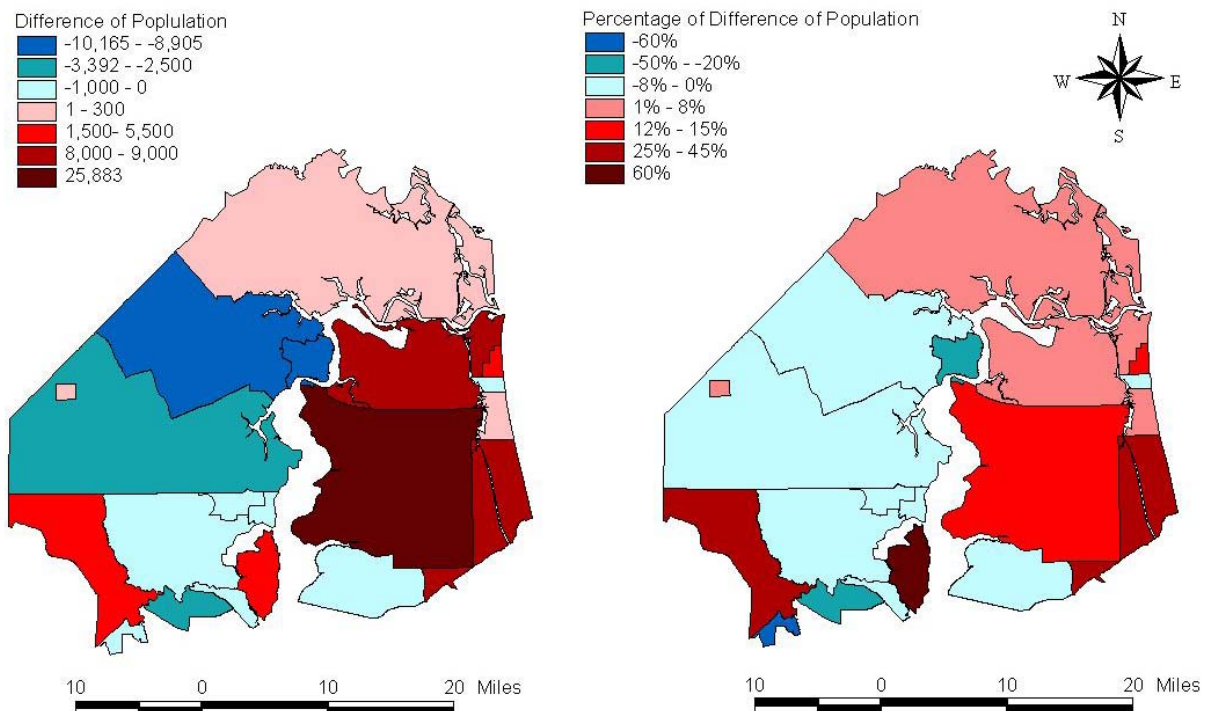 Difference of Poplulation
-10,165 - -8,905
-3,392 - -2,500
-1,000 - 0
1 - 300
1,500- 5,500
8,000 - 9,000
25,883
Percentage of Difference of Population
-60%
-50% - -20%
-8% - 0%
1% - 8%
12% - 15%
25% - 45%
60%
N
W E
S
10 0 10 20 Miles
10 0 10 20 Miles